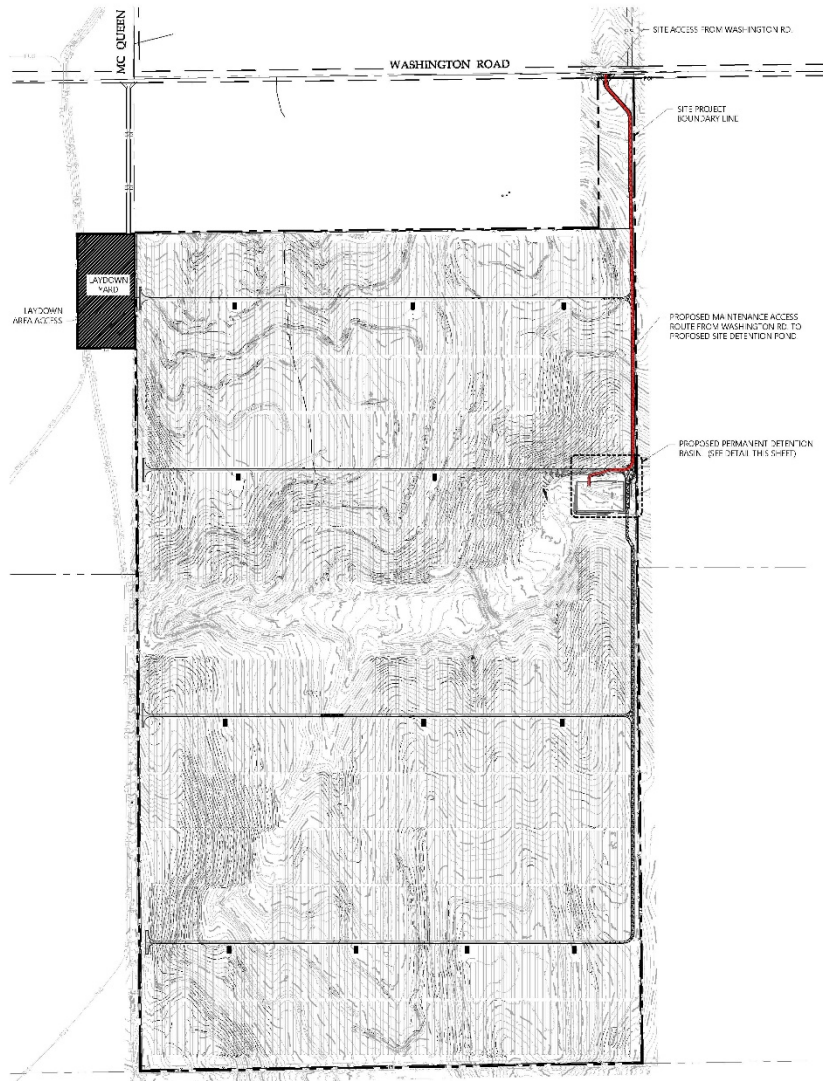 SITE ACCESS FROM WASHINGTON RD.
MC QUEEN
WASHINGTON ROAD
SITE PROJECT
BOUNDARY LINE
LAYDOWN
YARD
LAYDOWN
AREA ACCESS
PROPOSED MAINTENANCE ACCESS
ROUTE FROM WASHINGTON RD. TO
PROPOSED SITE DETENTION POND
PROPOSED PERMANENT DETENTION
BASIN (SEE DETAIL THIS SHEET)